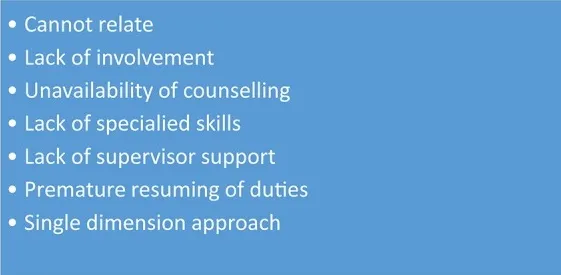 • Cannot relate
• Lack of involvement
• Unavailability of counselling
• Lack of specialied skills
• Lack of supervisor support
• Premature resuming of duties
• Single dimension approach